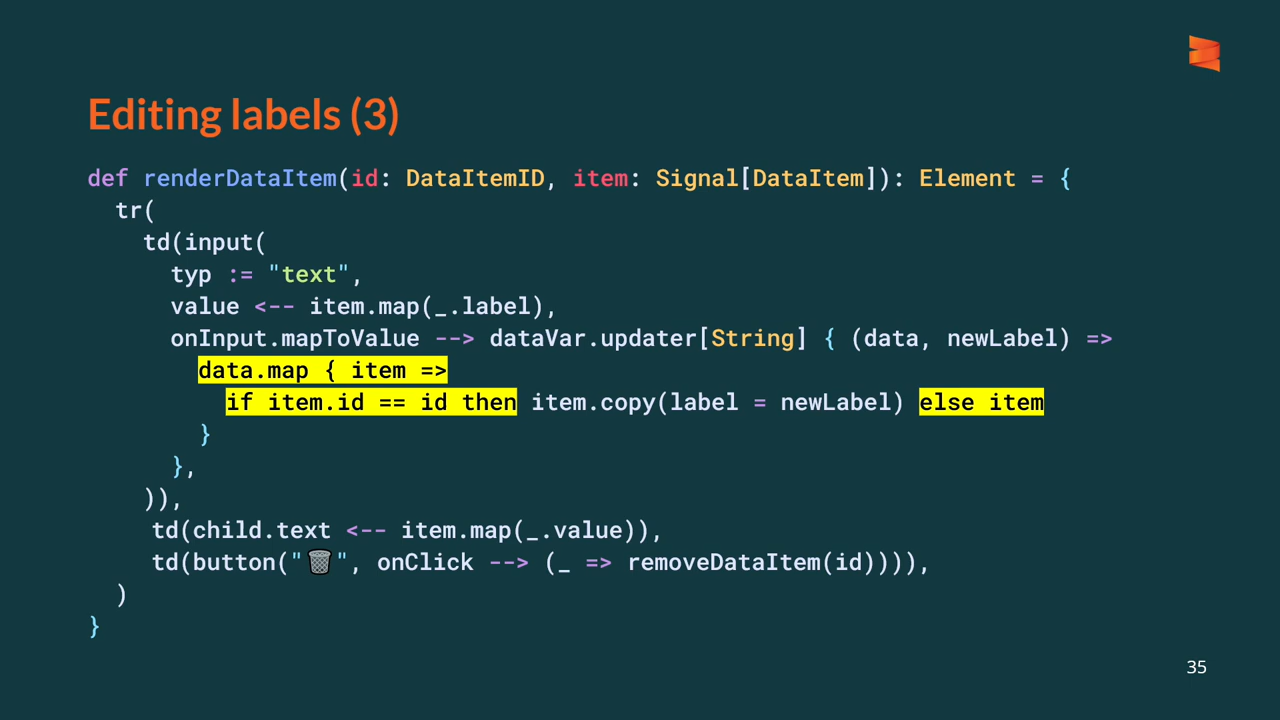 Editing labels (3)
def renderDataItem(id: DataItemID, item: Signal[DataItem]): Element = {
  tr(
    td(input(
      typ := "text",
      value <-- item.map(_.label),
      onInput.mapToValue --> dataVar.updater[String] { (data, newLabel) =>
        data.map { item =>
          if item.id == id then item.copy(label = newLabel) else item
        }
      },
    )),
    td(child.text <-- item.map(_.value)),
    td(button("🗑️", onClick --> (_ => removeDataItem(id)))),
  )
}
35